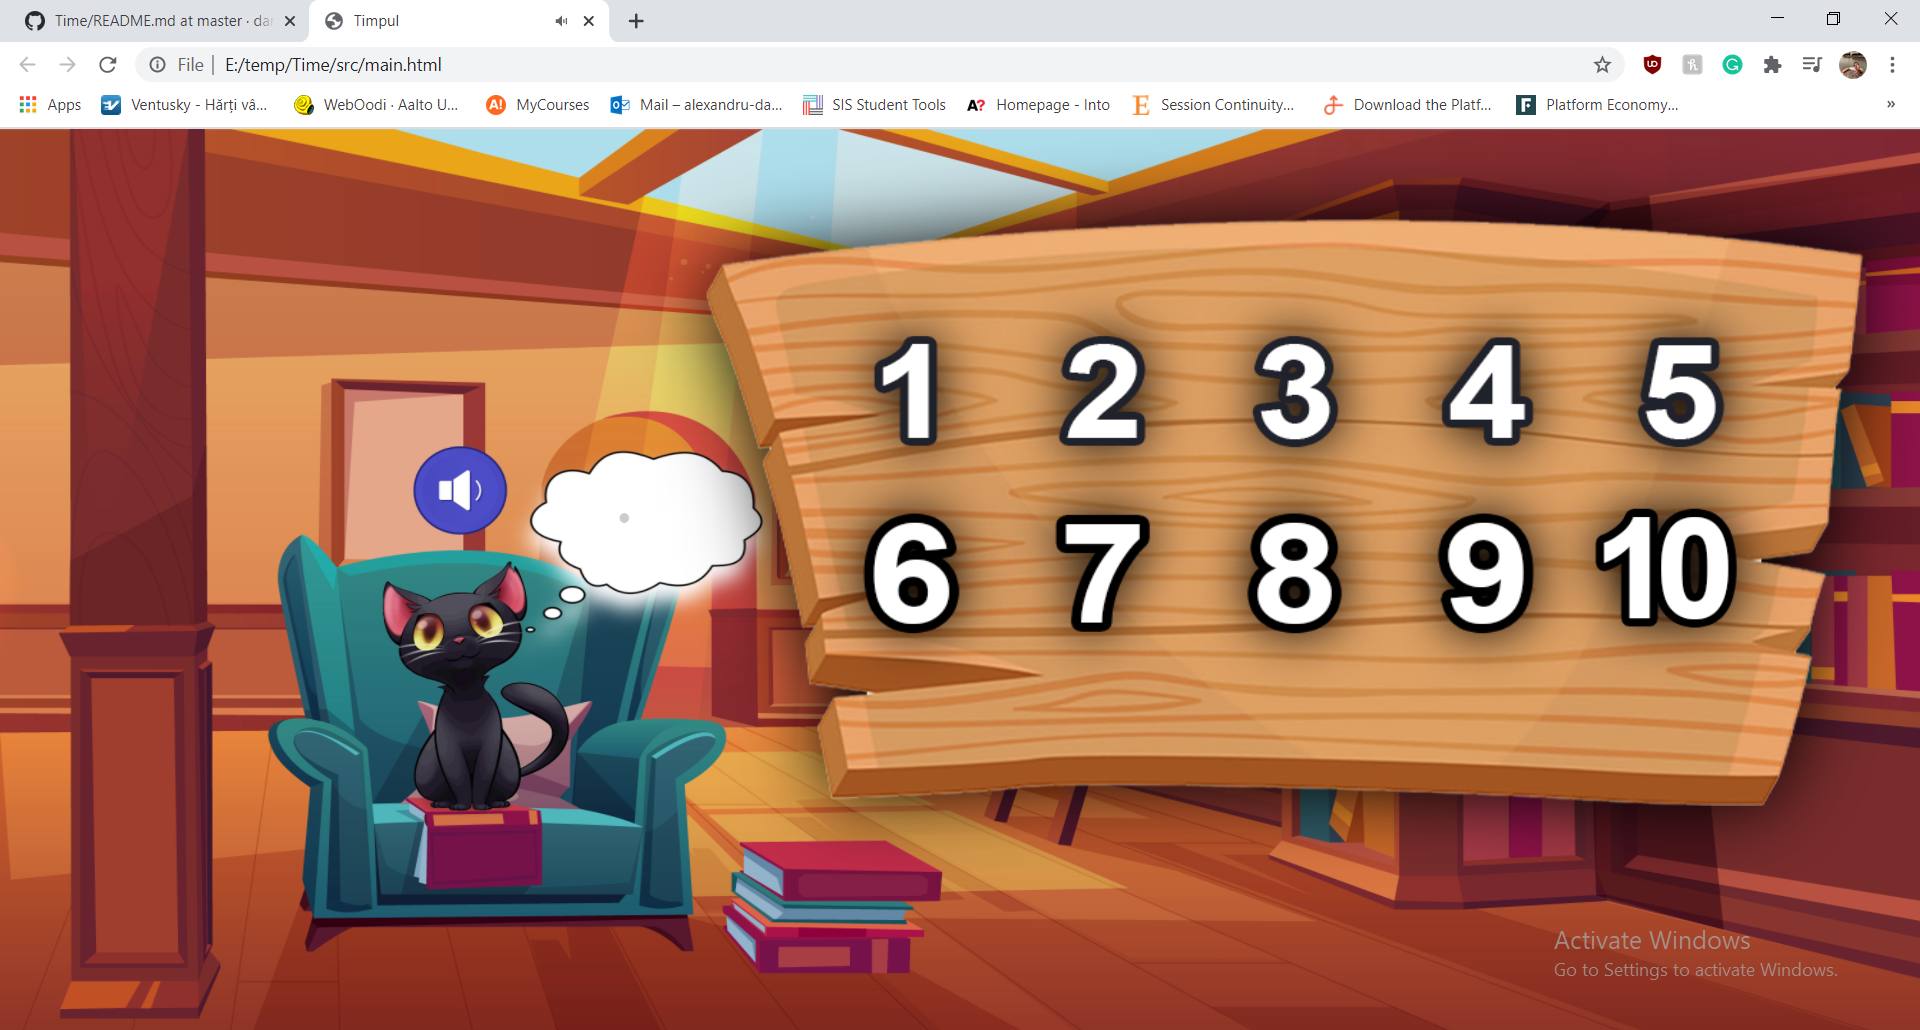 Time/README.md at master · da
Timpul
File
E:/temp/Time/src/main.html
Apps
Ventusky - Hărți vâ...
WebOodi · Aalto U...
MyCourses
Mail – alexandru-da...
SIS Student Tools
A? Homepage - Into
E Session Continuity...
Download the Platf...
F Platform Economy...
»
1 2 3 4 5
6 7 8 9 10
Activate Windows
Go to Settings to activate Windows.